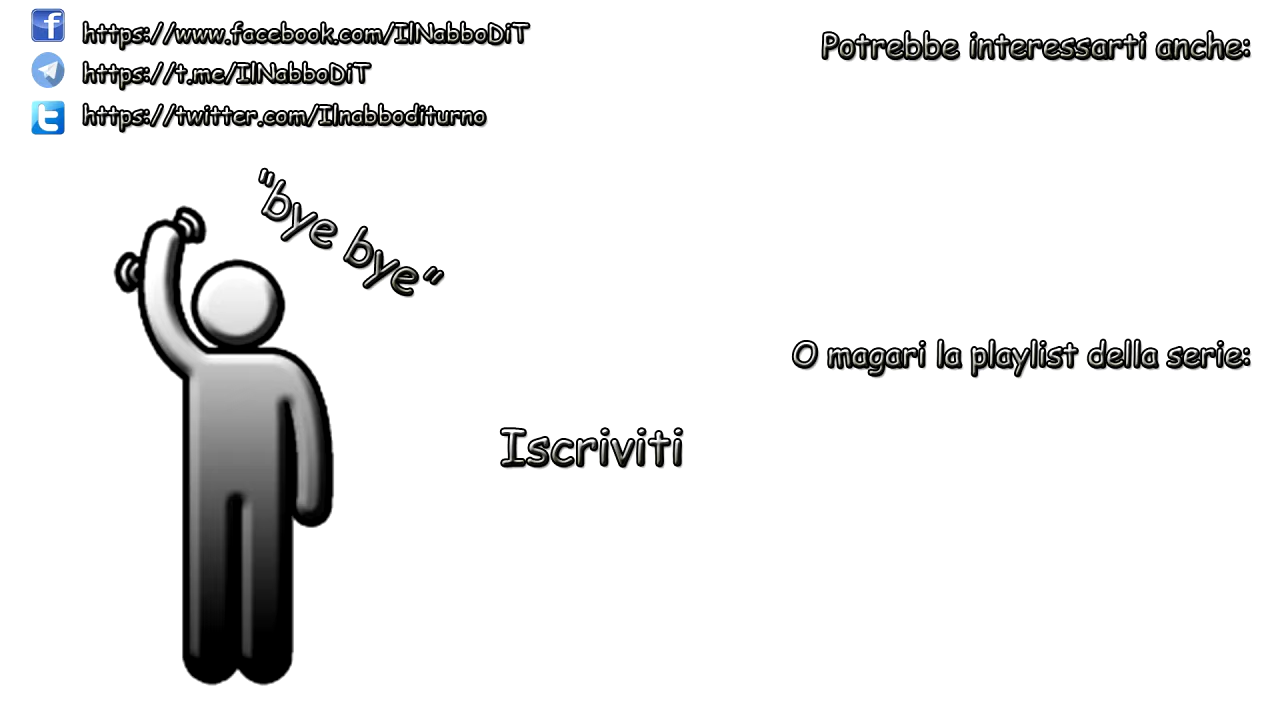 https://www.facebook.com/IlNabboDiT
https://t.me/IlNabboDiT
https://twitter.com/Ilnabboditurno
Potrebbe interessarti anche:
"bye bye"
O magari la playlist della serie:
Iscriviti